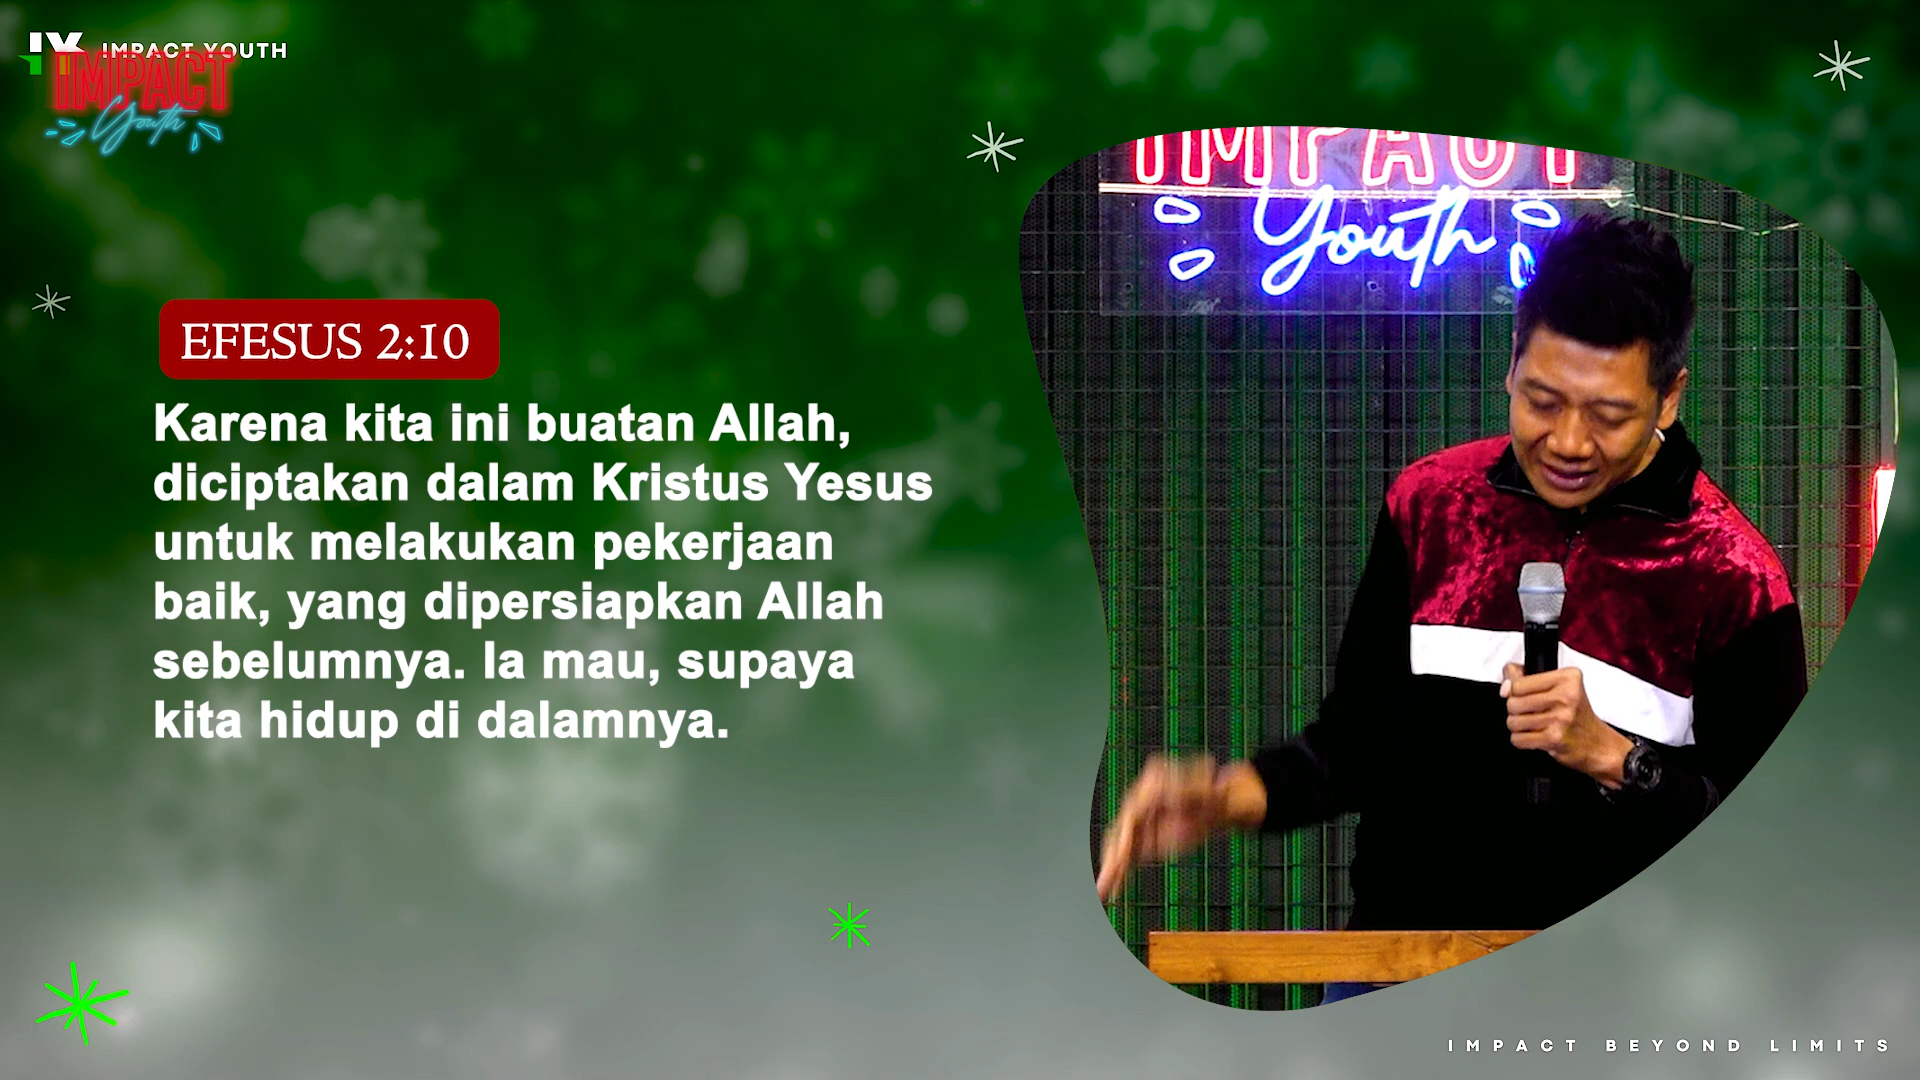 IMPACT YOUTH
IMPACT
Youth
IMPACT
Youth
EFESUS 2:10
Karena kita ini buatan Allah,
diciptakan dalam Kristus Yesus
untuk melakukan pekerjaan
baik, yang dipersiapkan Allah
sebelumnya. Ia mau, supaya
kita hidup di dalamnya.
IMPACT BEYOND LIMITS